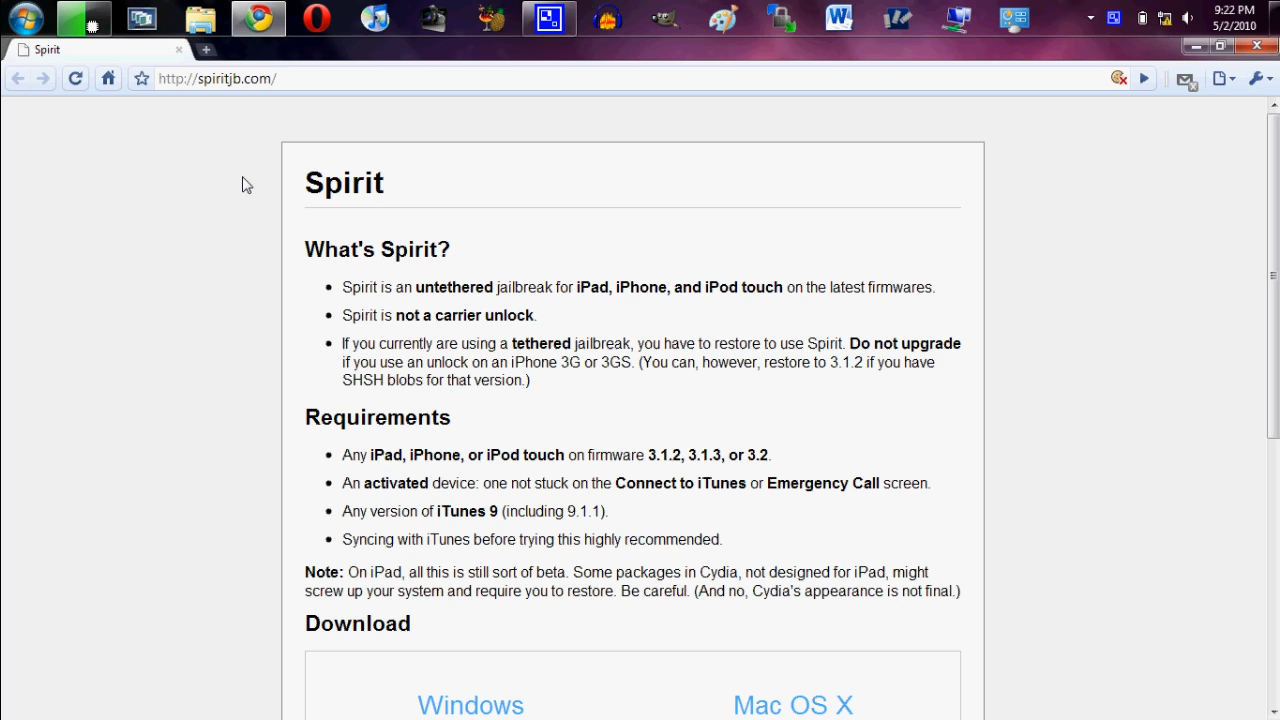 9:22 PM
5/2/2010
Spirit
http://spiritjb.com/
Spirit
What's Spirit?
Spirit is an untethered jailbreak for iPad, iPhone, and iPod touch on the latest firmwares.
Spirit is not a carrier unlock.
If you currently are using a tethered jailbreak, you have to restore to use Spirit. Do not upgrade
if you use an unlock on an iPhone 3G or 3GS. (You can, however, restore to 3.1.2 if you have
SHSH blobs for that version.)
Requirements
Any iPad, iPhone, or iPod touch on firmware 3.1.2, 3.1.3, or 3.2.
An activated device: one not stuck on the Connect to iTunes or Emergency Call screen.
Any version of iTunes 9 (including 9.1.1).
Syncing with iTunes before trying this highly recommended.
Note: On iPad, all this is still sort of beta. Some packages in Cydia, not designed for iPad, might
screw up your system and require you to restore. Be careful. (And no, Cydia's appearance is not final.)
Download
Windows
Mac OS X